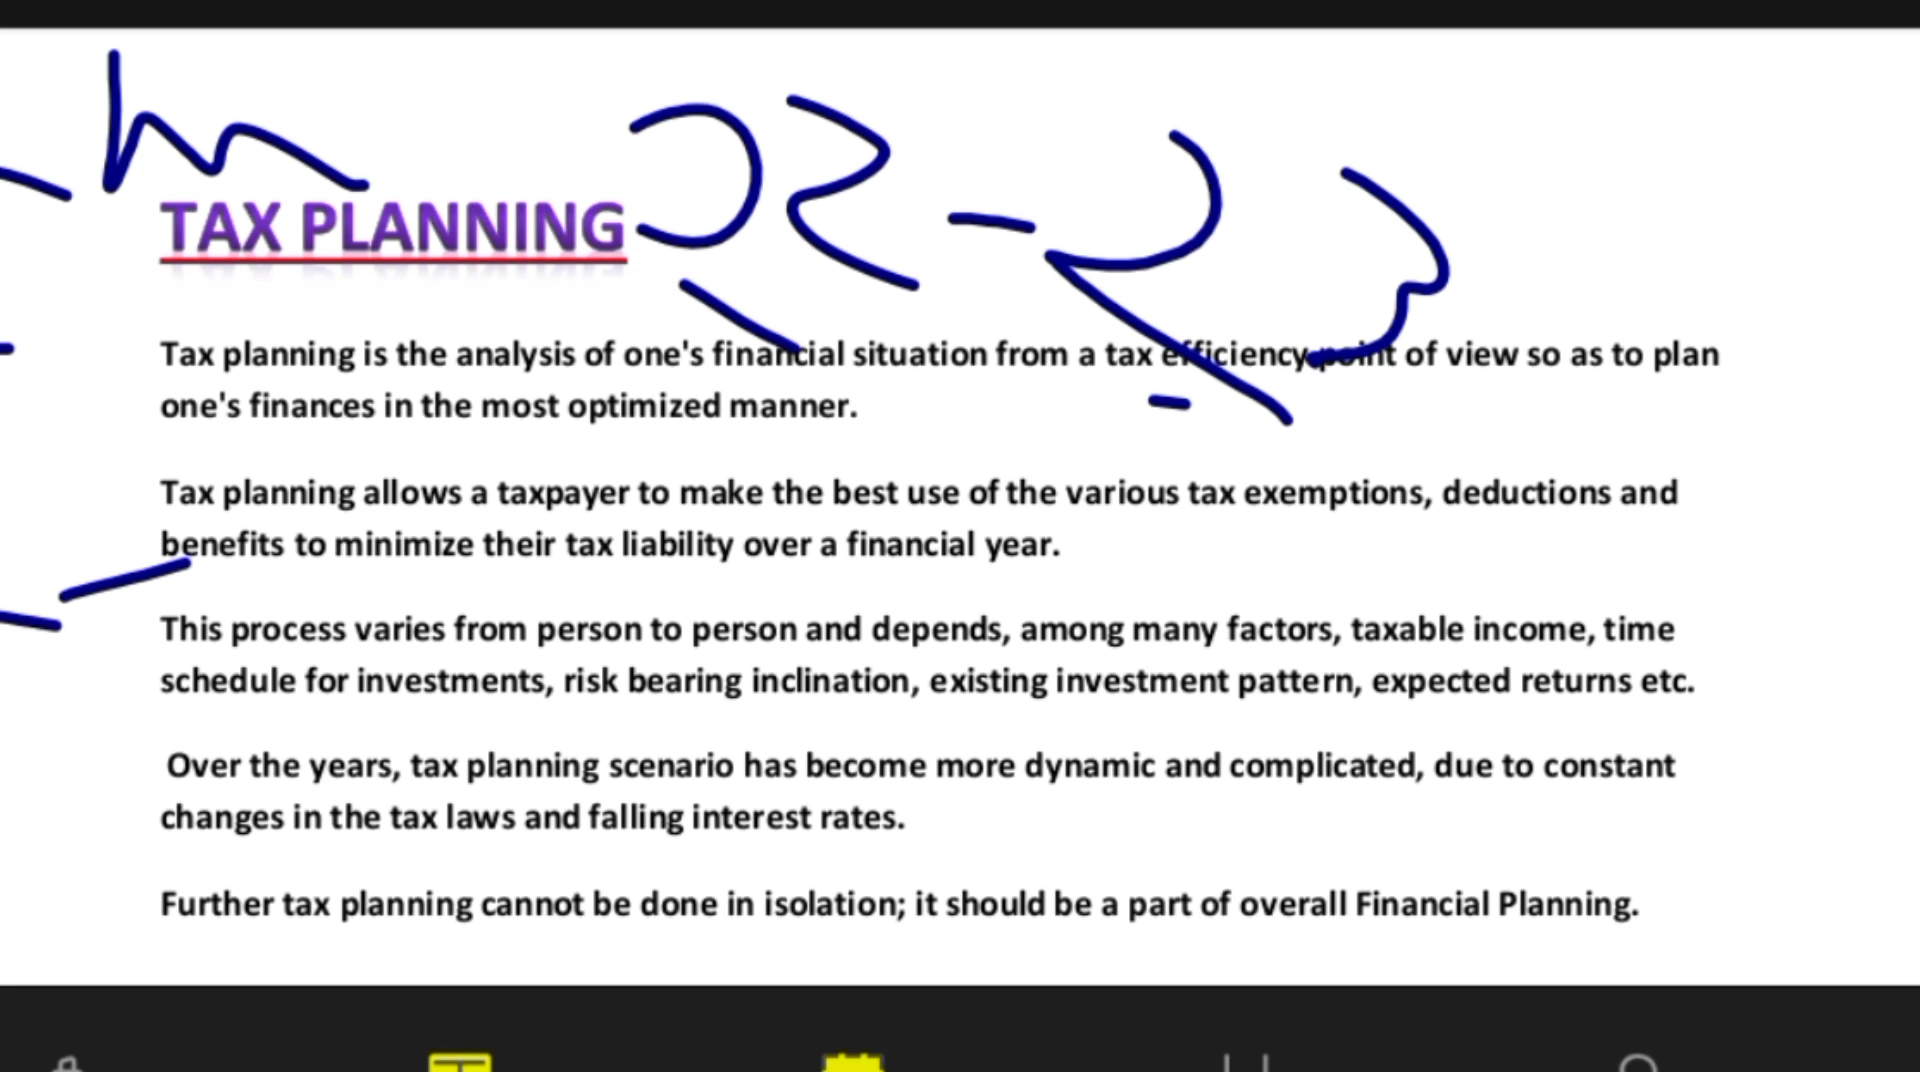 TAX PLANNING
Tax planning is the analysis of one's financial situation from a tax efficiency point of view so as to plan
one's finances in the most optimized manner.
Tax planning allows a taxpayer to make the best use of the various tax exemptions, deductions and
benefits to minimize their tax liability over a financial year.
This process varies from person to person and depends, among many factors, taxable income, time
schedule for investments, risk bearing inclination, existing investment pattern, expected returns etc.
Over the years, tax planning scenario has become more dynamic and complicated, due to constant
changes in the tax laws and falling interest rates.
Further tax planning cannot be done in isolation; it should be a part of overall Financial Planning.